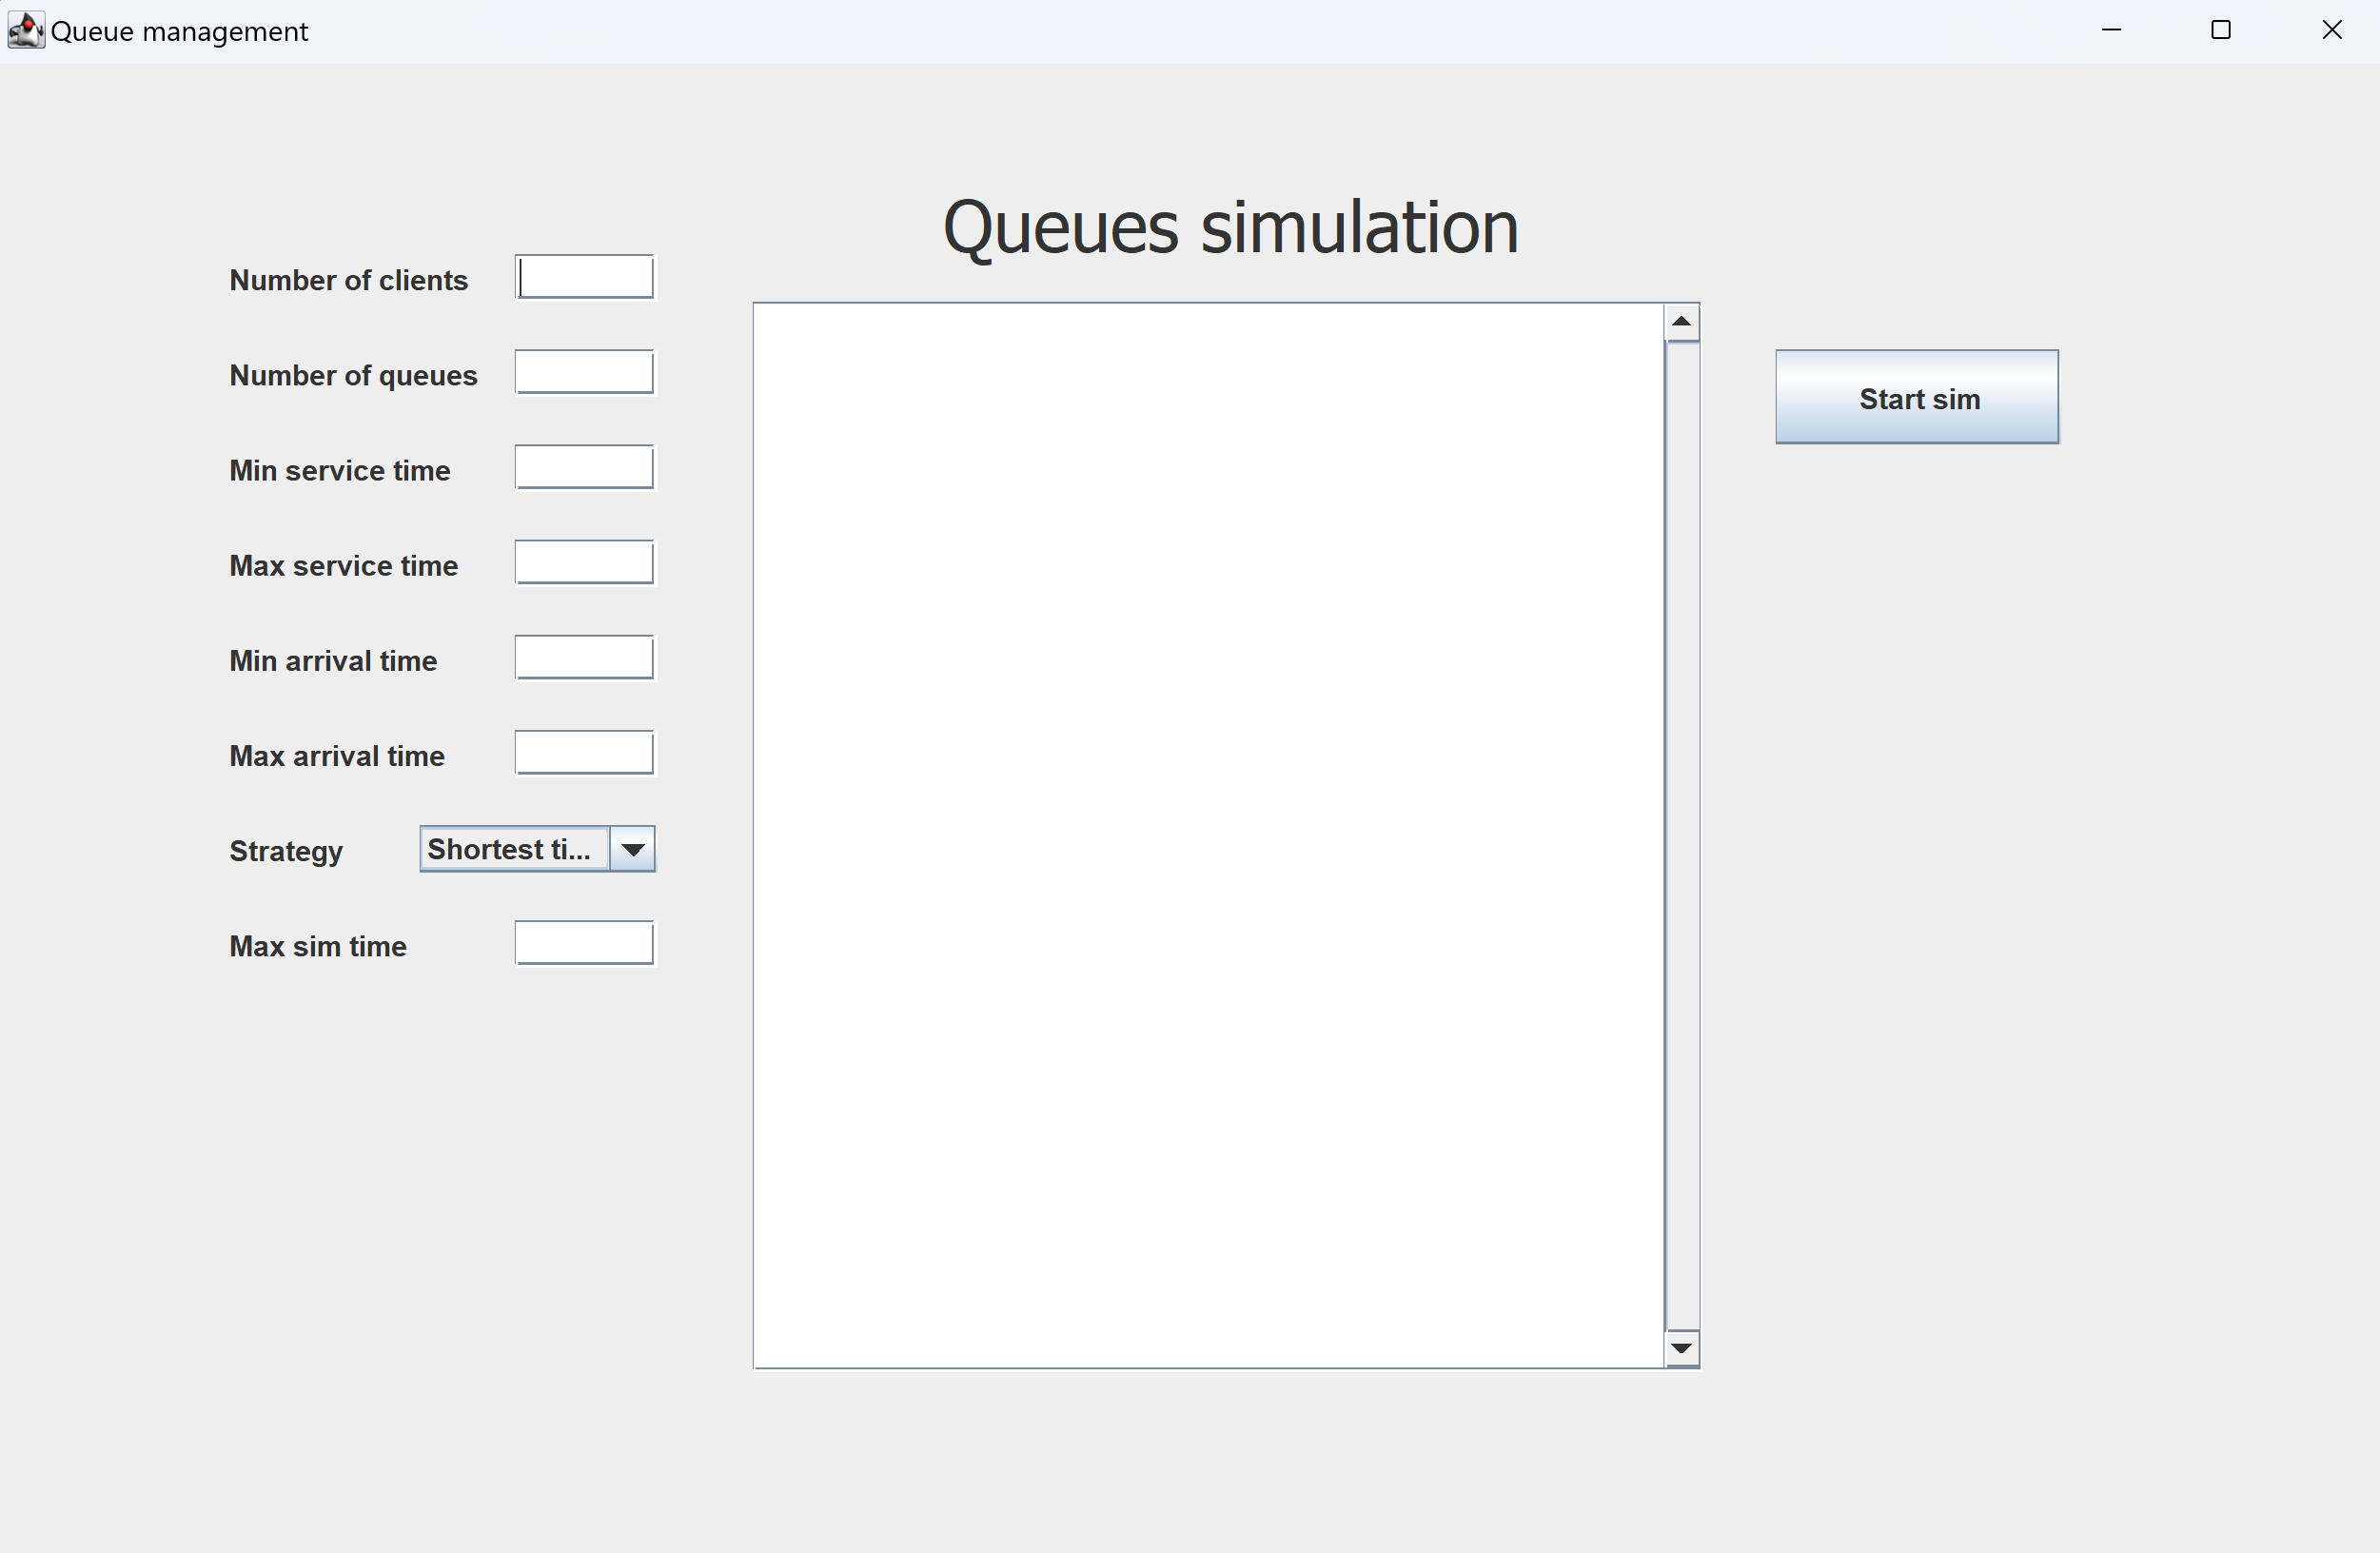 Queue management
Queues simulation
Number of clients
Number of queues
Min service time
Max service time
Min arrival time
Max arrival time
Strategy
Shortest ti...
Max sim time
Start sim